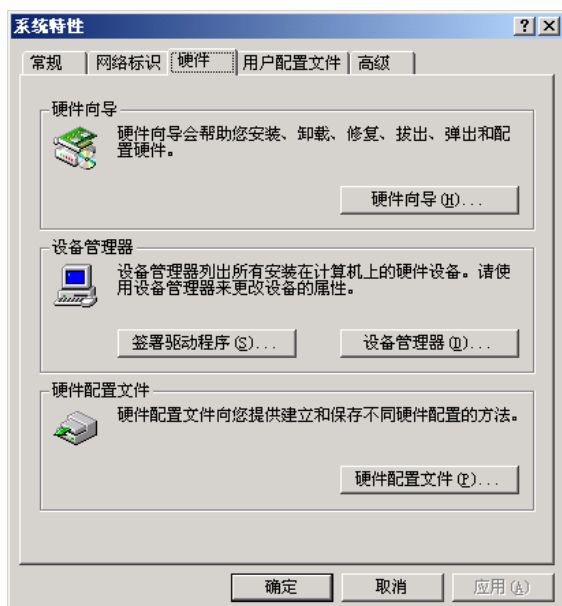 系统特性
常规 网络标识 硬件 用户配置文件 高级
硬件向导
硬件向导会帮助您安装、卸载、修复、拔出、弹出和配
置硬件。
硬件向导(H)...
设备管理器
设备管理器列出所有安装在计算机上的硬件设备。请使
用设备管理器来更改设备的属性。
签署驱动程序(S)... 设备管理器(D)...
硬件配置文件
硬件配置文件向您提供建立和保存不同硬件配置的方法。
硬件配置文件(P)...
确定 取消 应用(A)